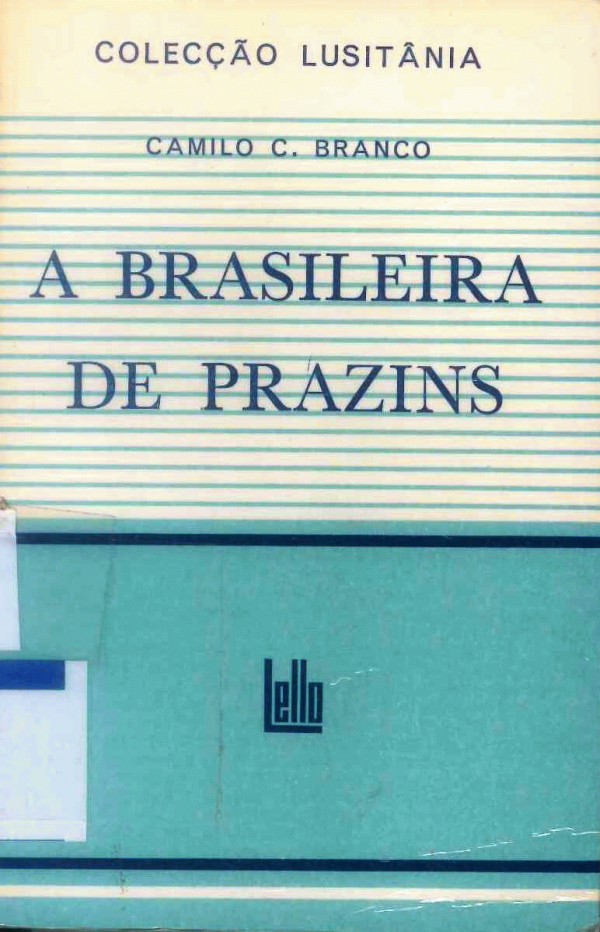 COLECÇÃO LUSITÂNIA
CAMILO C. BRANCO
A BRASILEIRA
DE PRAZINS
Lello